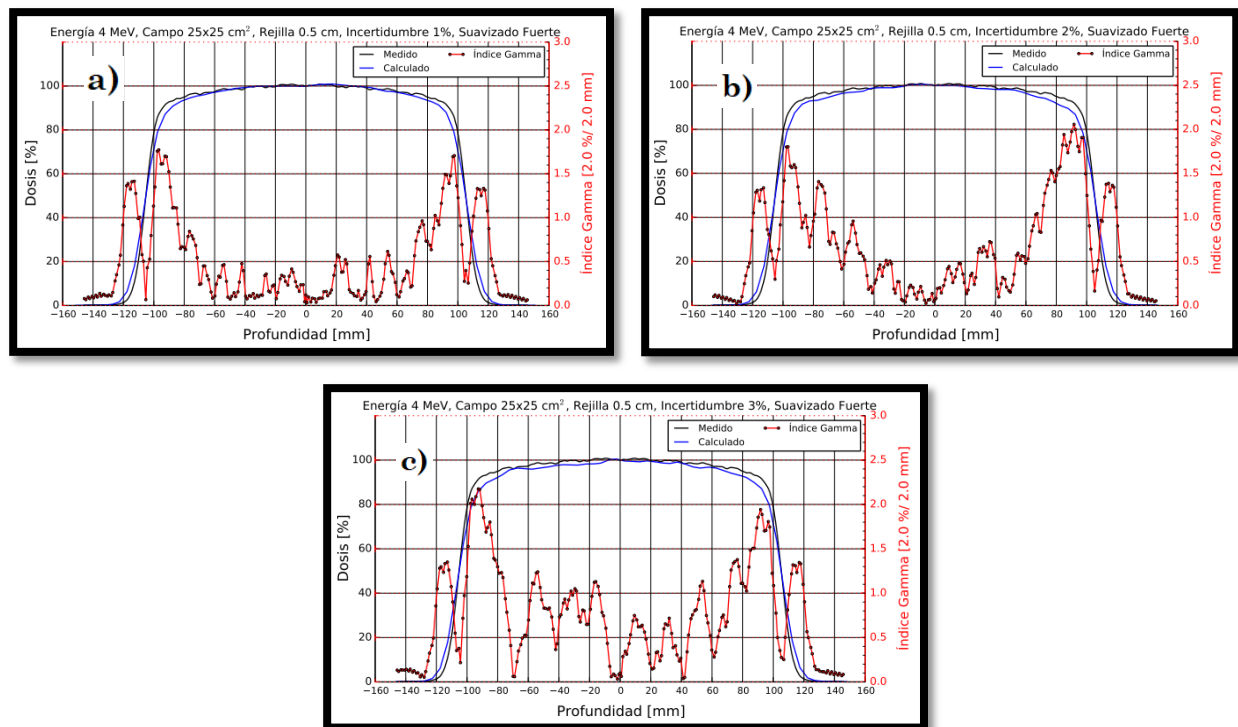 Energía 4 MeV, Campo 25x25 cm², Rejilla 0.5 cm, Incertidumbre 1%, Suavizado Fuerte
a)
Medido
Calculado
Índice Gamma
Dosis [%]
0
20
40
60
80
100
Índice Gamma [2.0 %/ 2.0 mm]
0.0
0.5
1.0
1.5
2.0
2.5
3.0
−160 −140 −120 −100 −80 −60 −40 −20 0 20 40 60 80 100 120 140 160
Profundidad [mm]
Energía 4 MeV, Campo 25x25 cm², Rejilla 0.5 cm, Incertidumbre 2%, Suavizado Fuerte
b)
Medido
Calculado
Índice Gamma
Dosis [%]
0
20
40
60
80
100
Índice Gamma [2.0 %/ 2.0 mm]
0.0
0.5
1.0
1.5
2.0
2.5
3.0
−160 −140 −120 −100 −80 −60 −40 −20 0 20 40 60 80 100 120 140 160
Profundidad [mm]
Energía 4 MeV, Campo 25x25 cm², Rejilla 0.5 cm, Incertidumbre 3%, Suavizado Fuerte
c)
Medido
Calculado
Índice Gamma
Dosis [%]
0
20
40
60
80
100
Índice Gamma [2.0 %/ 2.0 mm]
0.0
0.5
1.0
1.5
2.0
2.5
3.0
−160 −140 −120 −100 −80 −60 −40 −20 0 20 40 60 80 100 120 140 160
Profundidad [mm]